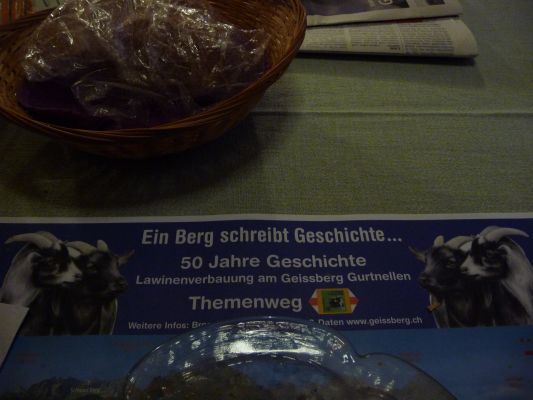 Ein Berg schreibt Geschichte...
50 Jahre Geschichte
Lawinenverbauung am Geissberg Gurtnellen
Themenweg
Weitere Infos: Daten www.geissberg.ch